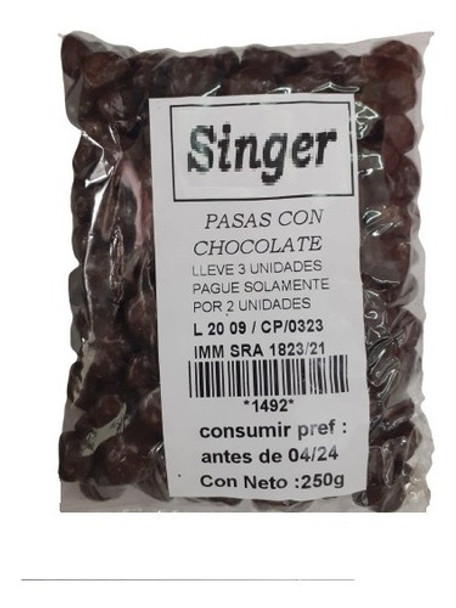 Singer
PASAS CON
CHOCOLATE
LLEVE 3 UNIDADES
PAGUE SOLAMENTE
POR 2 UNIDADES
L 20 09 / CP/0323
IMM SRA 1823/21
*1492*
consumir pref :
antes de 04/24
Con Neto :250g